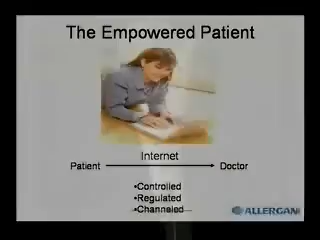 The Empowered Patient
Internet
Patient Doctor
•Controlled
•Regulated
•Channeled
ALLERGAN